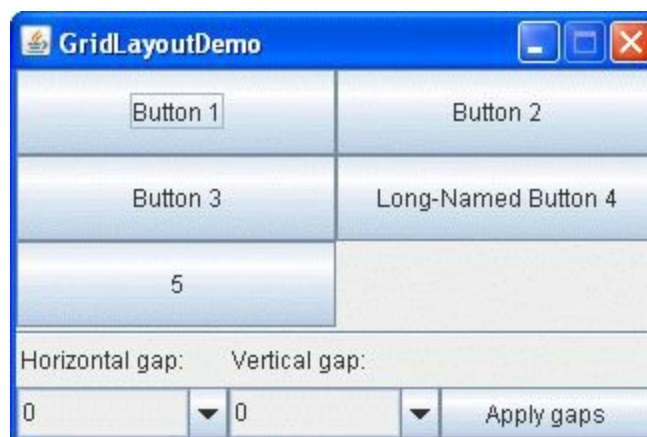 GridLayoutDemo
Button 1 Button 2
Button 3 Long-Named Button 4
5
Horizontal gap: Vertical gap:
0 0 Apply gaps